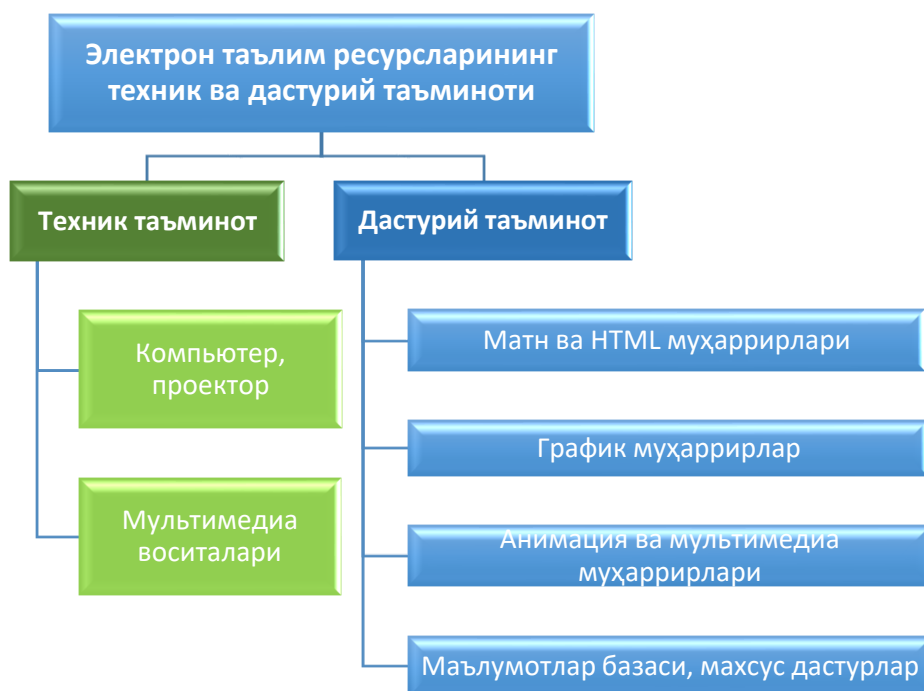 Электрон таълим ресурсларининг
техник ва дастурий таъминоти
Техник таъминот
Дастурий таъминот
Компьютер,
проектор
Мультимедиа
воситалари
Матн ва HTML муҳаррирлари
График муҳаррирлар
Анимация ва мультимедиа
муҳаррирлари
Маълумотлар базаси, махсус дастурлар